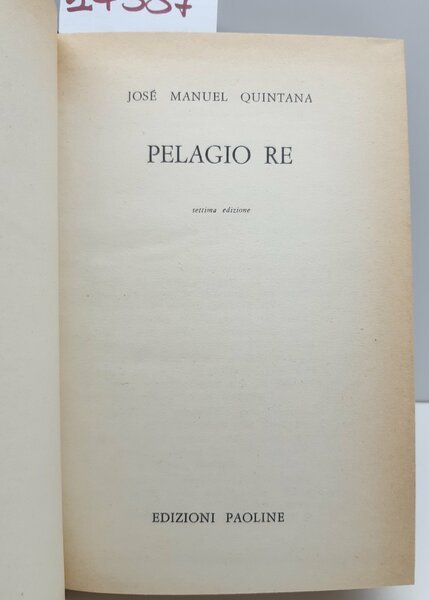 JOSÉ MANUEL QUINTANA
PELAGIO RE
settima edizione
EDIZIONI PAOLINE